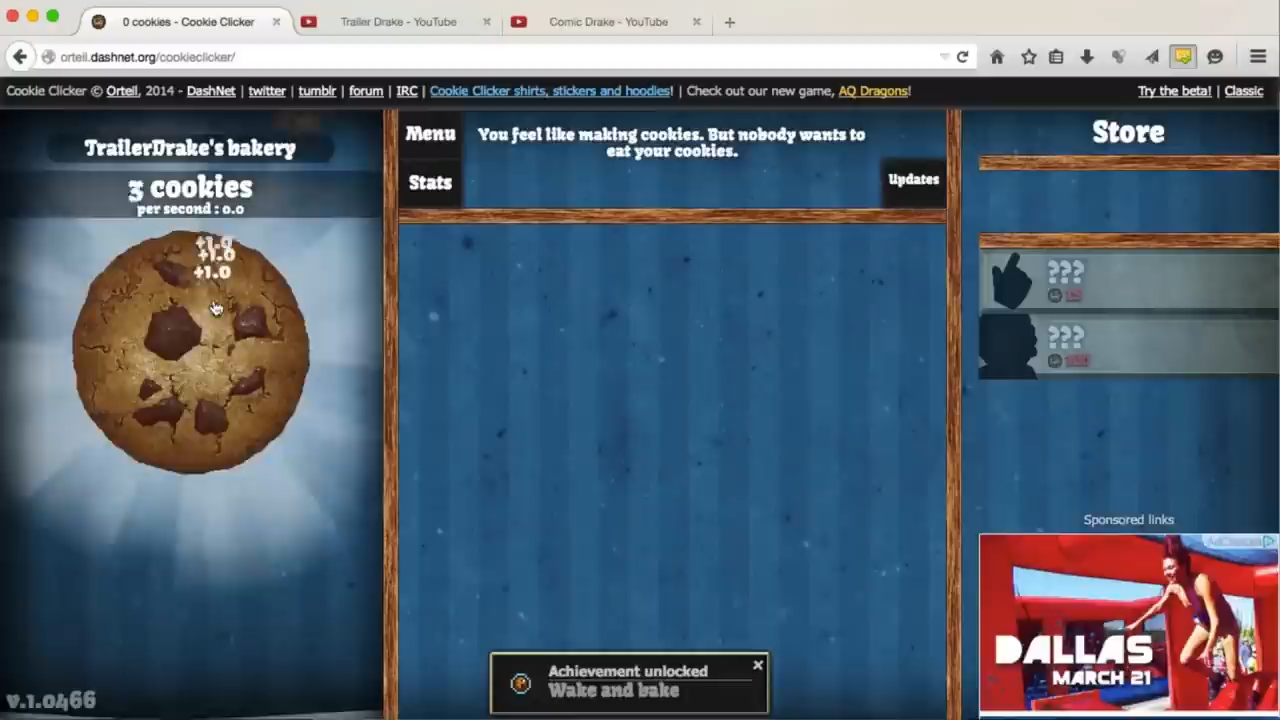 0 cookies - Cookie Clicker
Trailer Drake - YouTube
Comic Drake - YouTube
orteil.dashnet.org/cookieclicker/
Cookie Clicker © Orteil, 2014 - DashNet | twitter | tumblr | forum | IRC | Cookie Clicker shirts, stickers and hoodies! | Check out our new game, AQ Dragons!
Try the beta! | Classic
TrailerDrake's bakery
3 cookies
per second : 0.0
+1.0
+1.0
+1.0
Menu
Stats
You feel like making cookies. But nobody wants to
eat your cookies.
Updates
Store
???
???
Sponsored links
DALLAS
MARCH 21
Achievement unlocked
Wake and bake
v.1.0466